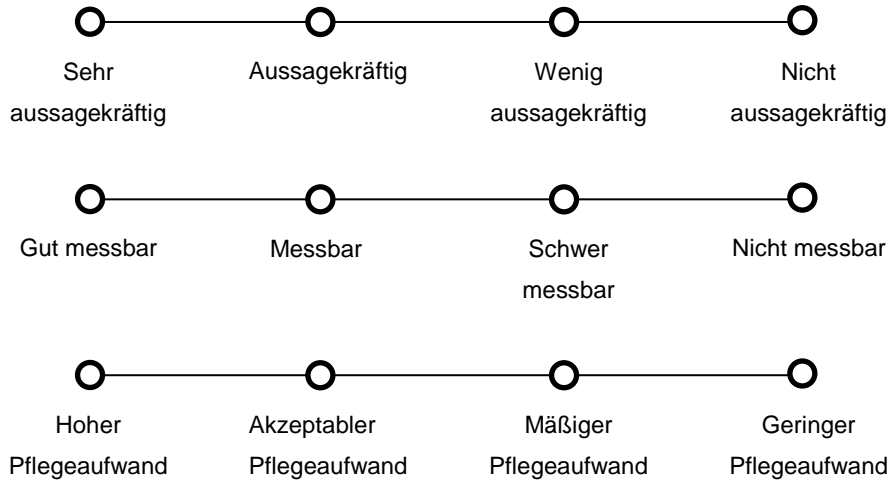 Sehr Aussagekräftig Wenig Nicht
aussagekräftig aussagekräftig aussagekräftig
Gut messbar Messbar Schwer Nicht messbar
messbar
Hoher Akzeptabler Mäßiger Geringer
Pflegeaufwand Pflegeaufwand Pflegeaufwand Pflegeaufwand